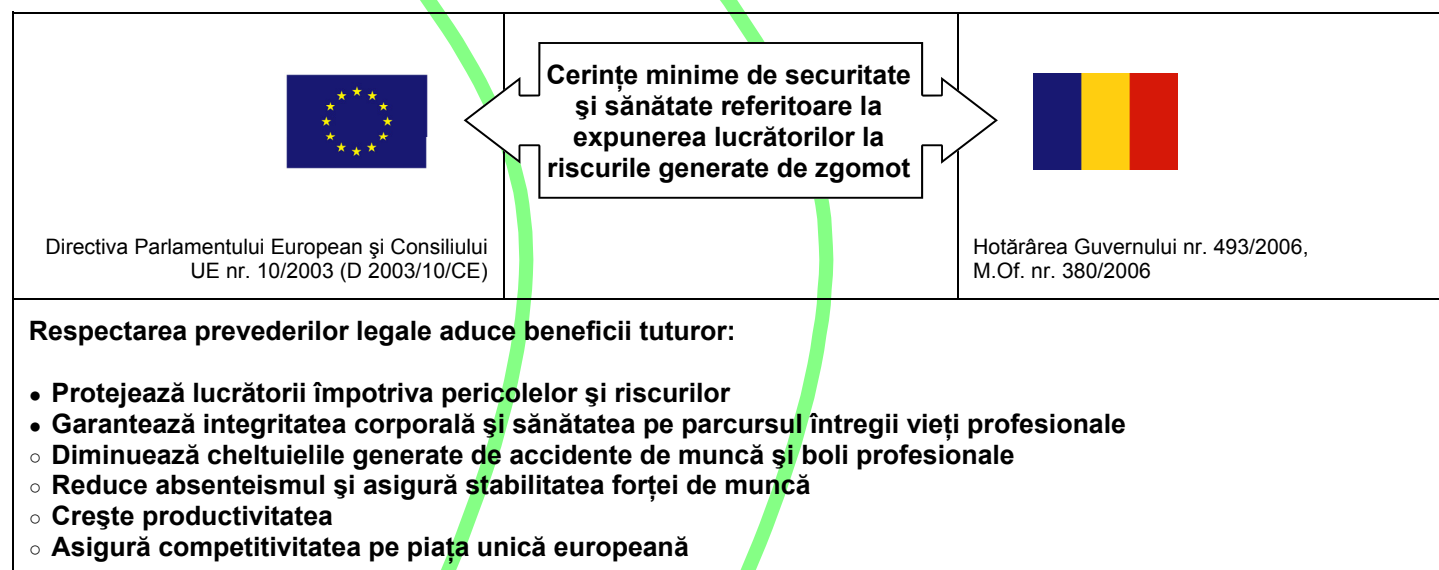 Cerințe minime de securitate
şi sănătate referitoare la
expunerea lucrătorilor la
riscurile generate de zgomot
Directiva Parlamentului European şi Consiliului
UE nr. 10/2003 (D 2003/10/CE)
Hotărârea Guvernului nr. 493/2006,
M.Of. nr. 380/2006
Respectarea prevederilor legale aduce beneficii tuturor:
● Protejează lucrătorii împotriva pericolelor şi riscurilor
● Garantează integritatea corporală şi sănătatea pe parcursul întregii vieți profesionale
○ Diminuează cheltuielile generate de accidente de muncă şi boli profesionale
○ Reduce absenteismul şi asigură stabilitatea forței de muncă
○ Creşte productivitatea
○ Asigură competitivitatea pe piața unică europeană